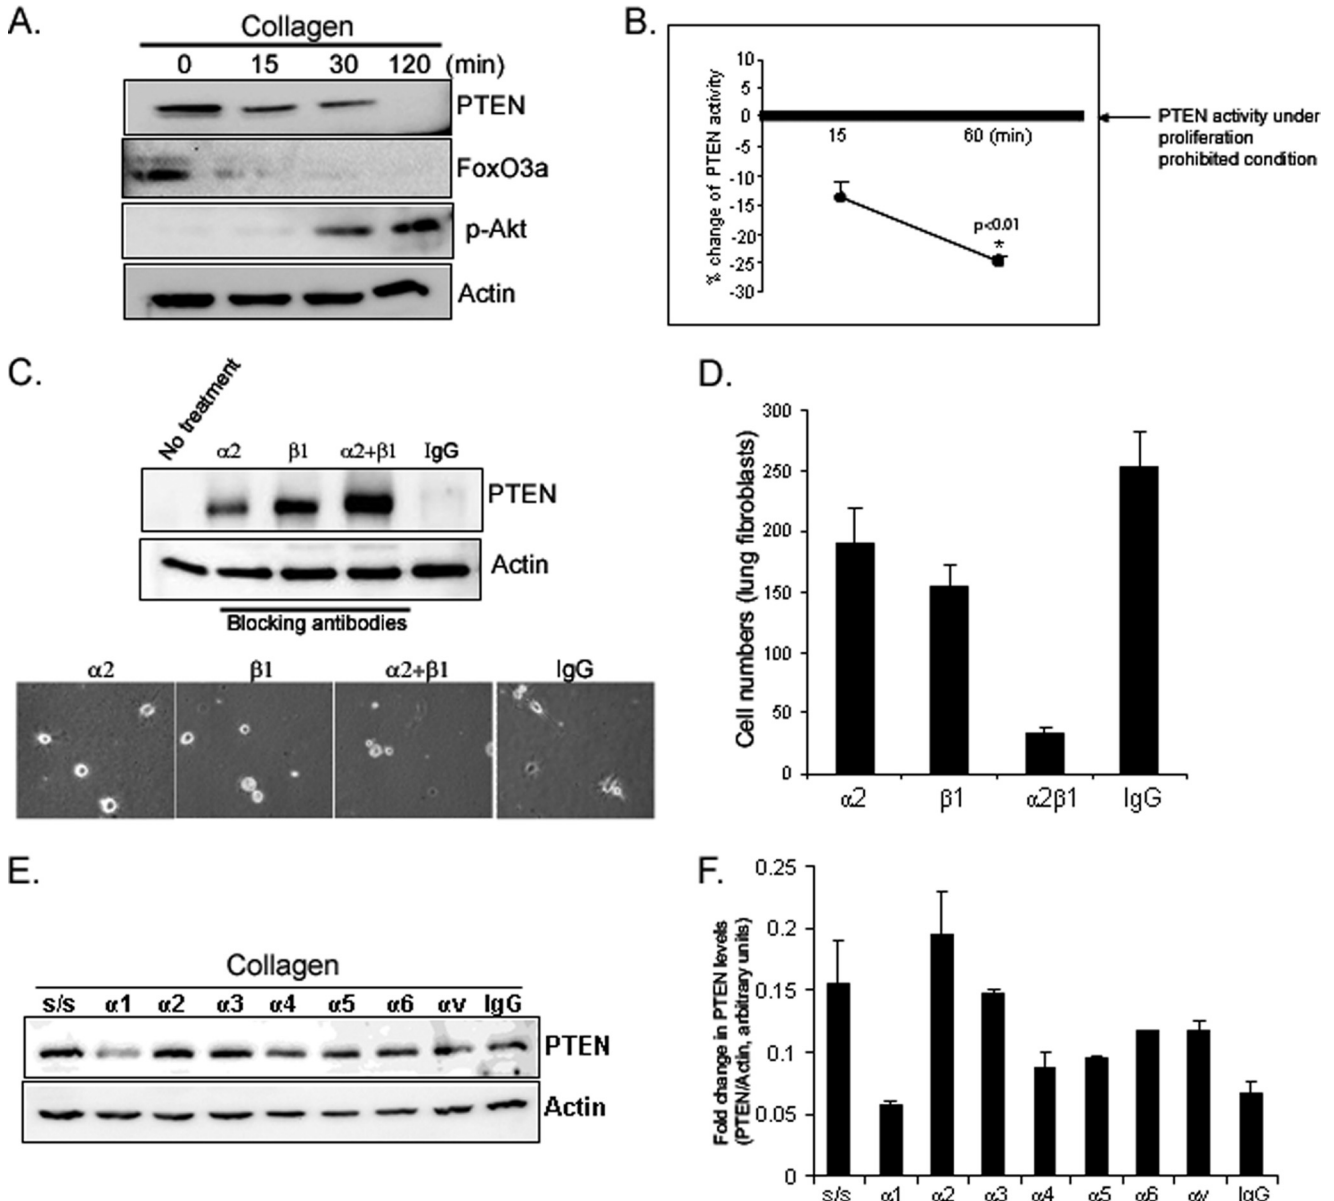 A.
Collagen
0 15 30 120 (min)
PTEN
FoxO3a
p-Akt
Actin
B.
% change of PTEN activity
10
5
0
-5
-10
-15
-20
-25
-30
15 60 (min)
p<0.01
*
PTEN activity under
proliferation
prohibited condition
C.
No treatment
α2 β1 α2+β1 IgG
PTEN
Actin
Blocking antibodies
α2 β1 α2+β1 IgG
D.
Cell numbers (lung fibroblasts)
300
250
200
150
100
50
0
α2 β1 α2β1 IgG
E.
Collagen
s/s α1 α2 α3 α4 α5 α6 αv IgG
PTEN
Actin
F.
Fold change in PTEN levels
(PTEN/Actin, arbitrary units)
0.25
0.2
0.15
0.1
0.05
0
s/s α1 α2 α3 α4 α5 α6 αv IgG